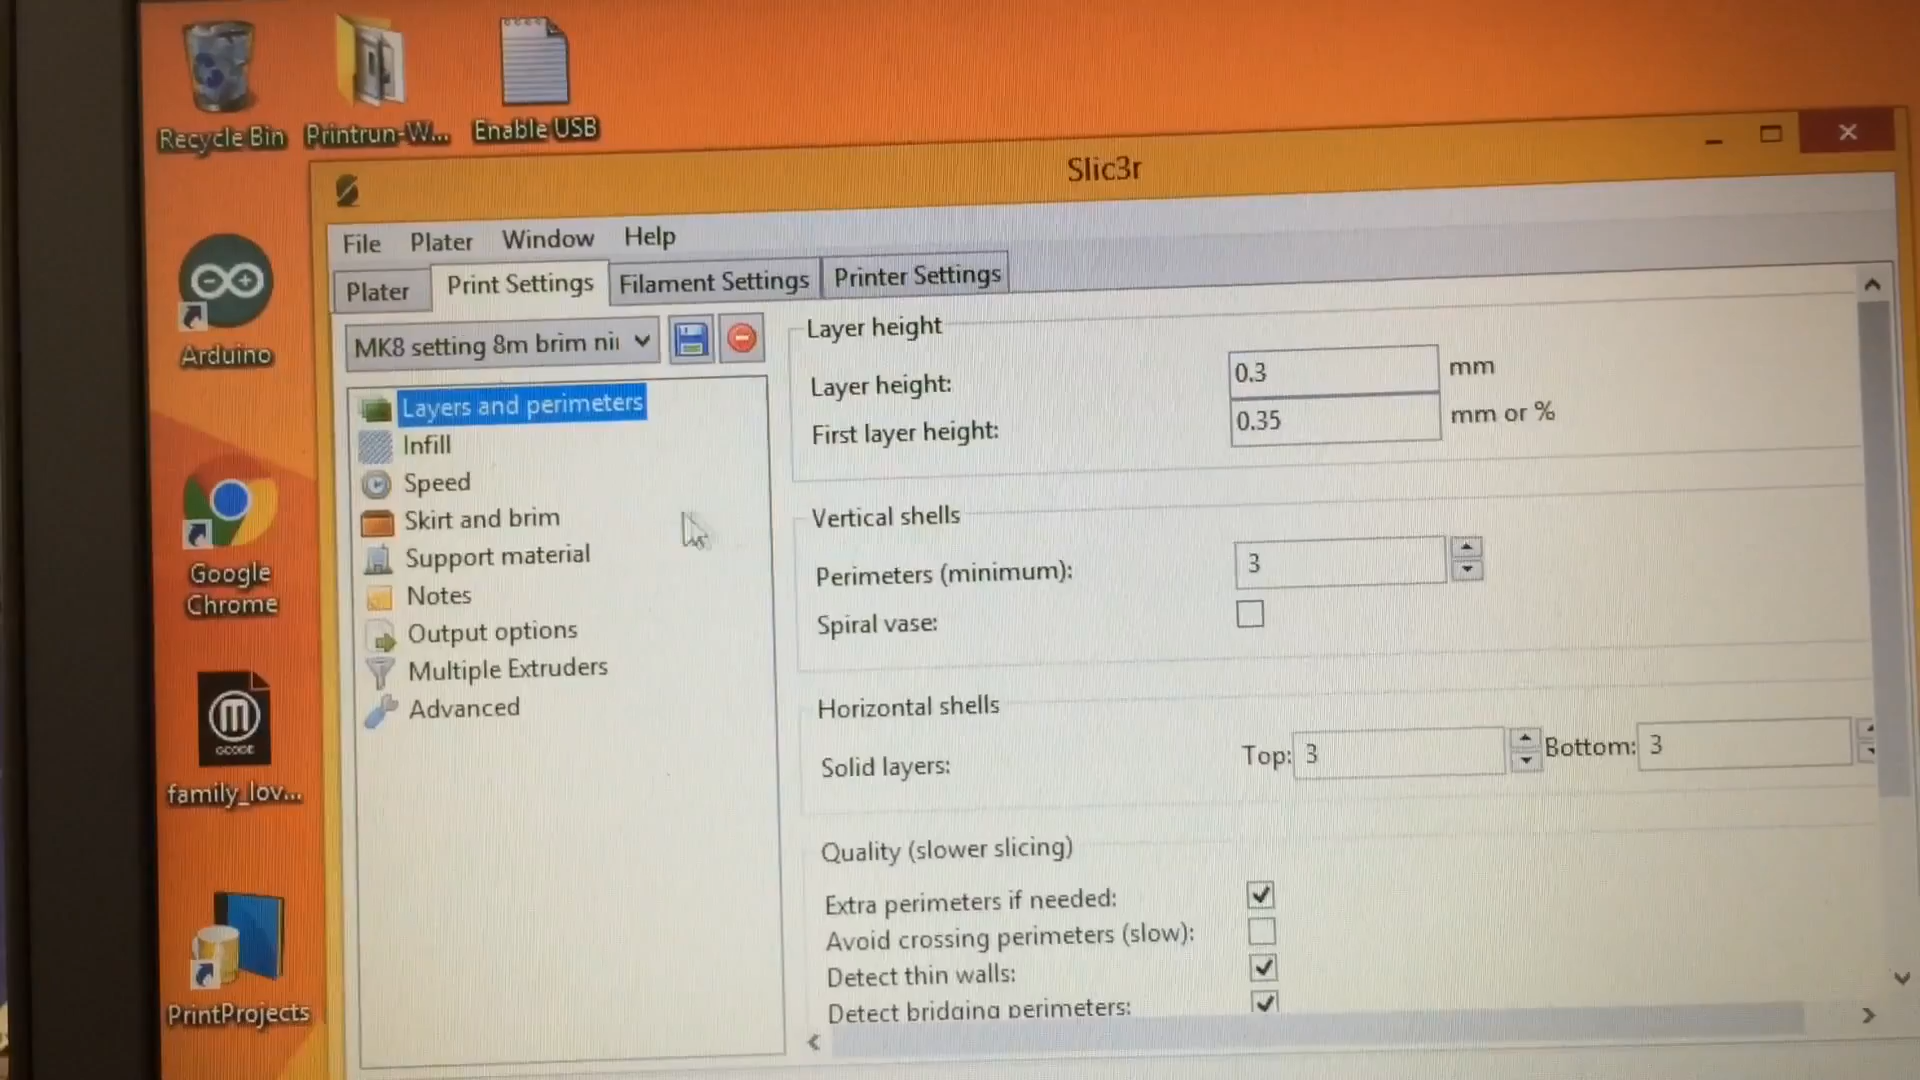 Recycle Bin
Printrun-W...
Enable USB
Arduino
Google
Chrome
GCODE
family_lov...
PrintProjects
Slic3r
File Plater Window Help
Plater Print Settings Filament Settings Printer Settings
MK8 setting 8m brim nii
Layers and perimeters
Infill
Speed
Skirt and brim
Support material
Notes
Output options
Multiple Extruders
Advanced
Layer height
Layer height: 0.3 mm
First layer height: 0.35 mm or %
Vertical shells
Perimeters (minimum): 3
Spiral vase:
Horizontal shells
Solid layers: Top: 3 Bottom: 3
Quality (slower slicing)
Extra perimeters if needed:
Avoid crossing perimeters (slow):
Detect thin walls:
Detect bridging perimeters: